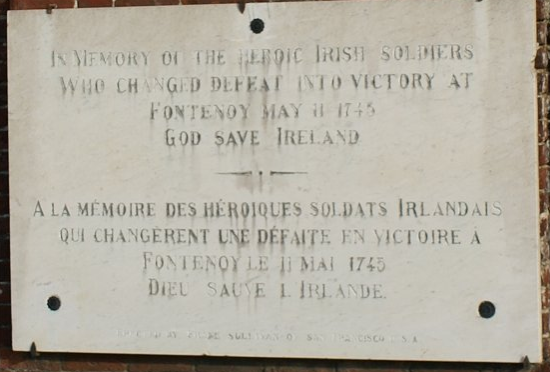 IN MEMORY OF THE HEROIC IRISH SOLDIERS
WHO CHANGED DEFEAT INTO VICTORY AT
FONTENOY MAY 11 1745
GOD SAVE IRELAND
A LA MÉMOIRE DES HÉROIQUES SOLDATS IRLANDAIS
QUI CHANGÈRENT UNE DÉFAITE EN VICTOIRE À
FONTENOY LE 11 MAI 1745
DIEU SAUVE L IRLANDE.
SAN FRANCISCO U.S.A.